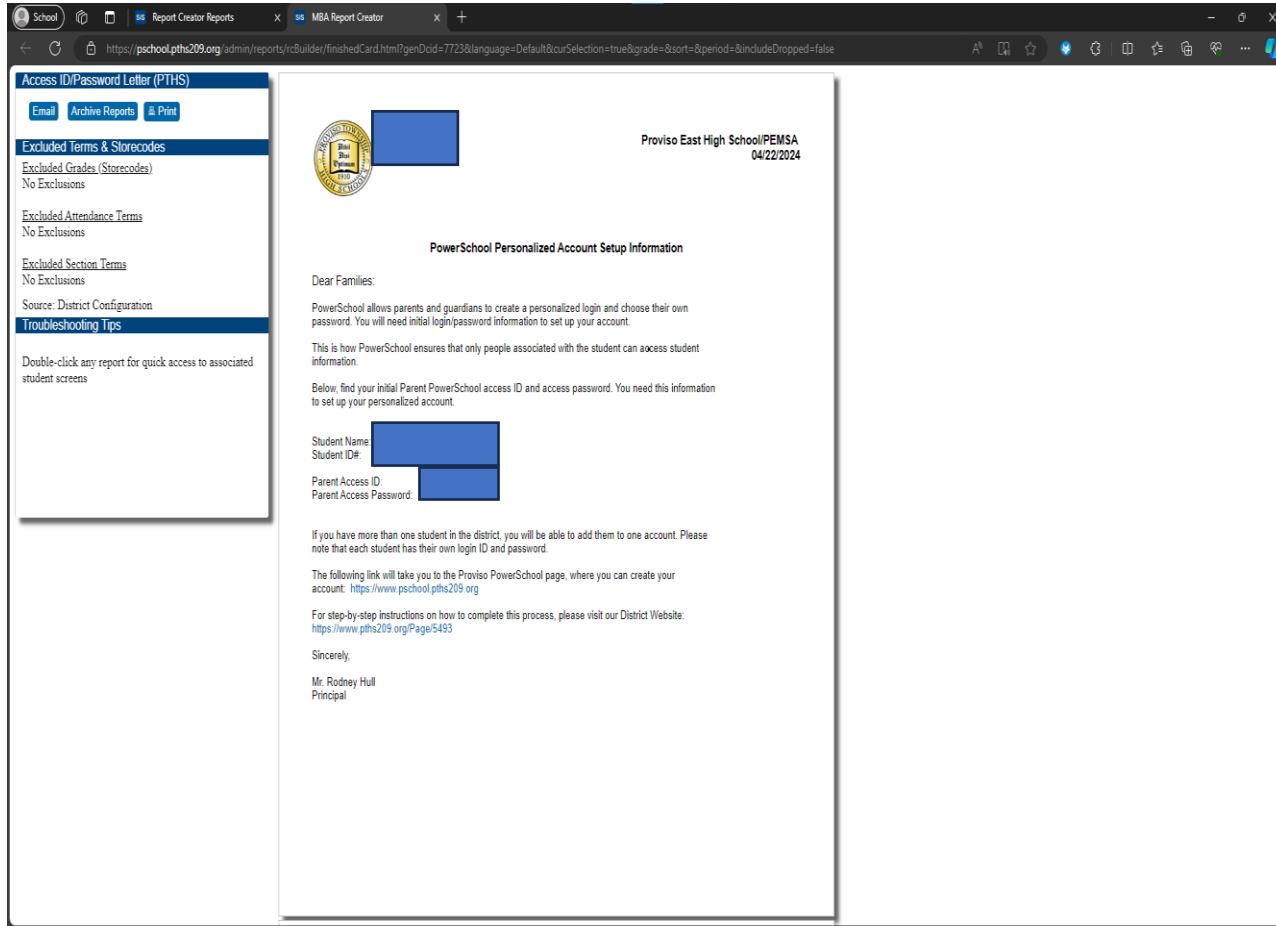 School
Report Creator Reports
MBA Report Creator
https://pschool.pths209.org/admin/reports/rcBuilder/finishedCard.html?genDcid=7723&language=Default&curSelection=true&grade=&sort=&period=&includeDropped=false
Access ID/Password Letter (PTHS)
Email Archive Reports Print
Excluded Terms & Storecodes
Excluded Grades (Storecodes)
No Exclusions
Excluded Attendance Terms
No Exclusions
Excluded Section Terms
No Exclusions
Source: District Configuration
Troubleshooting Tips
Double-click any report for quick access to associated
student screens
PROVISO TOWNSHIP
Nihil
Nisi
Optimum
1910
HIGH SCHOOLS
Proviso East High School/PEMSA
04/22/2024
PowerSchool Personalized Account Setup Information
Dear Families:
PowerSchool allows parents and guardians to create a personalized login and choose their own
password. You will need initial login/password information to set up your account.
This is how PowerSchool ensures that only people associated with the student can access student
information.
Below, find your initial Parent PowerSchool access ID and access password. You need this information
to set up your personalized account.
Student Name:
Student ID#:
Parent Access ID:
Parent Access Password:
If you have more than one student in the district, you will be able to add them to one account. Please
note that each student has their own login ID and password.
The following link will take you to the Proviso PowerSchool page, where you can create your
account: https://www.pschool.pths209.org
For step-by-step instructions on how to complete this process, please visit our District Website:
https://www.pths209.org/Page/5493
Sincerely,
Mr. Rodney Hull
Principal